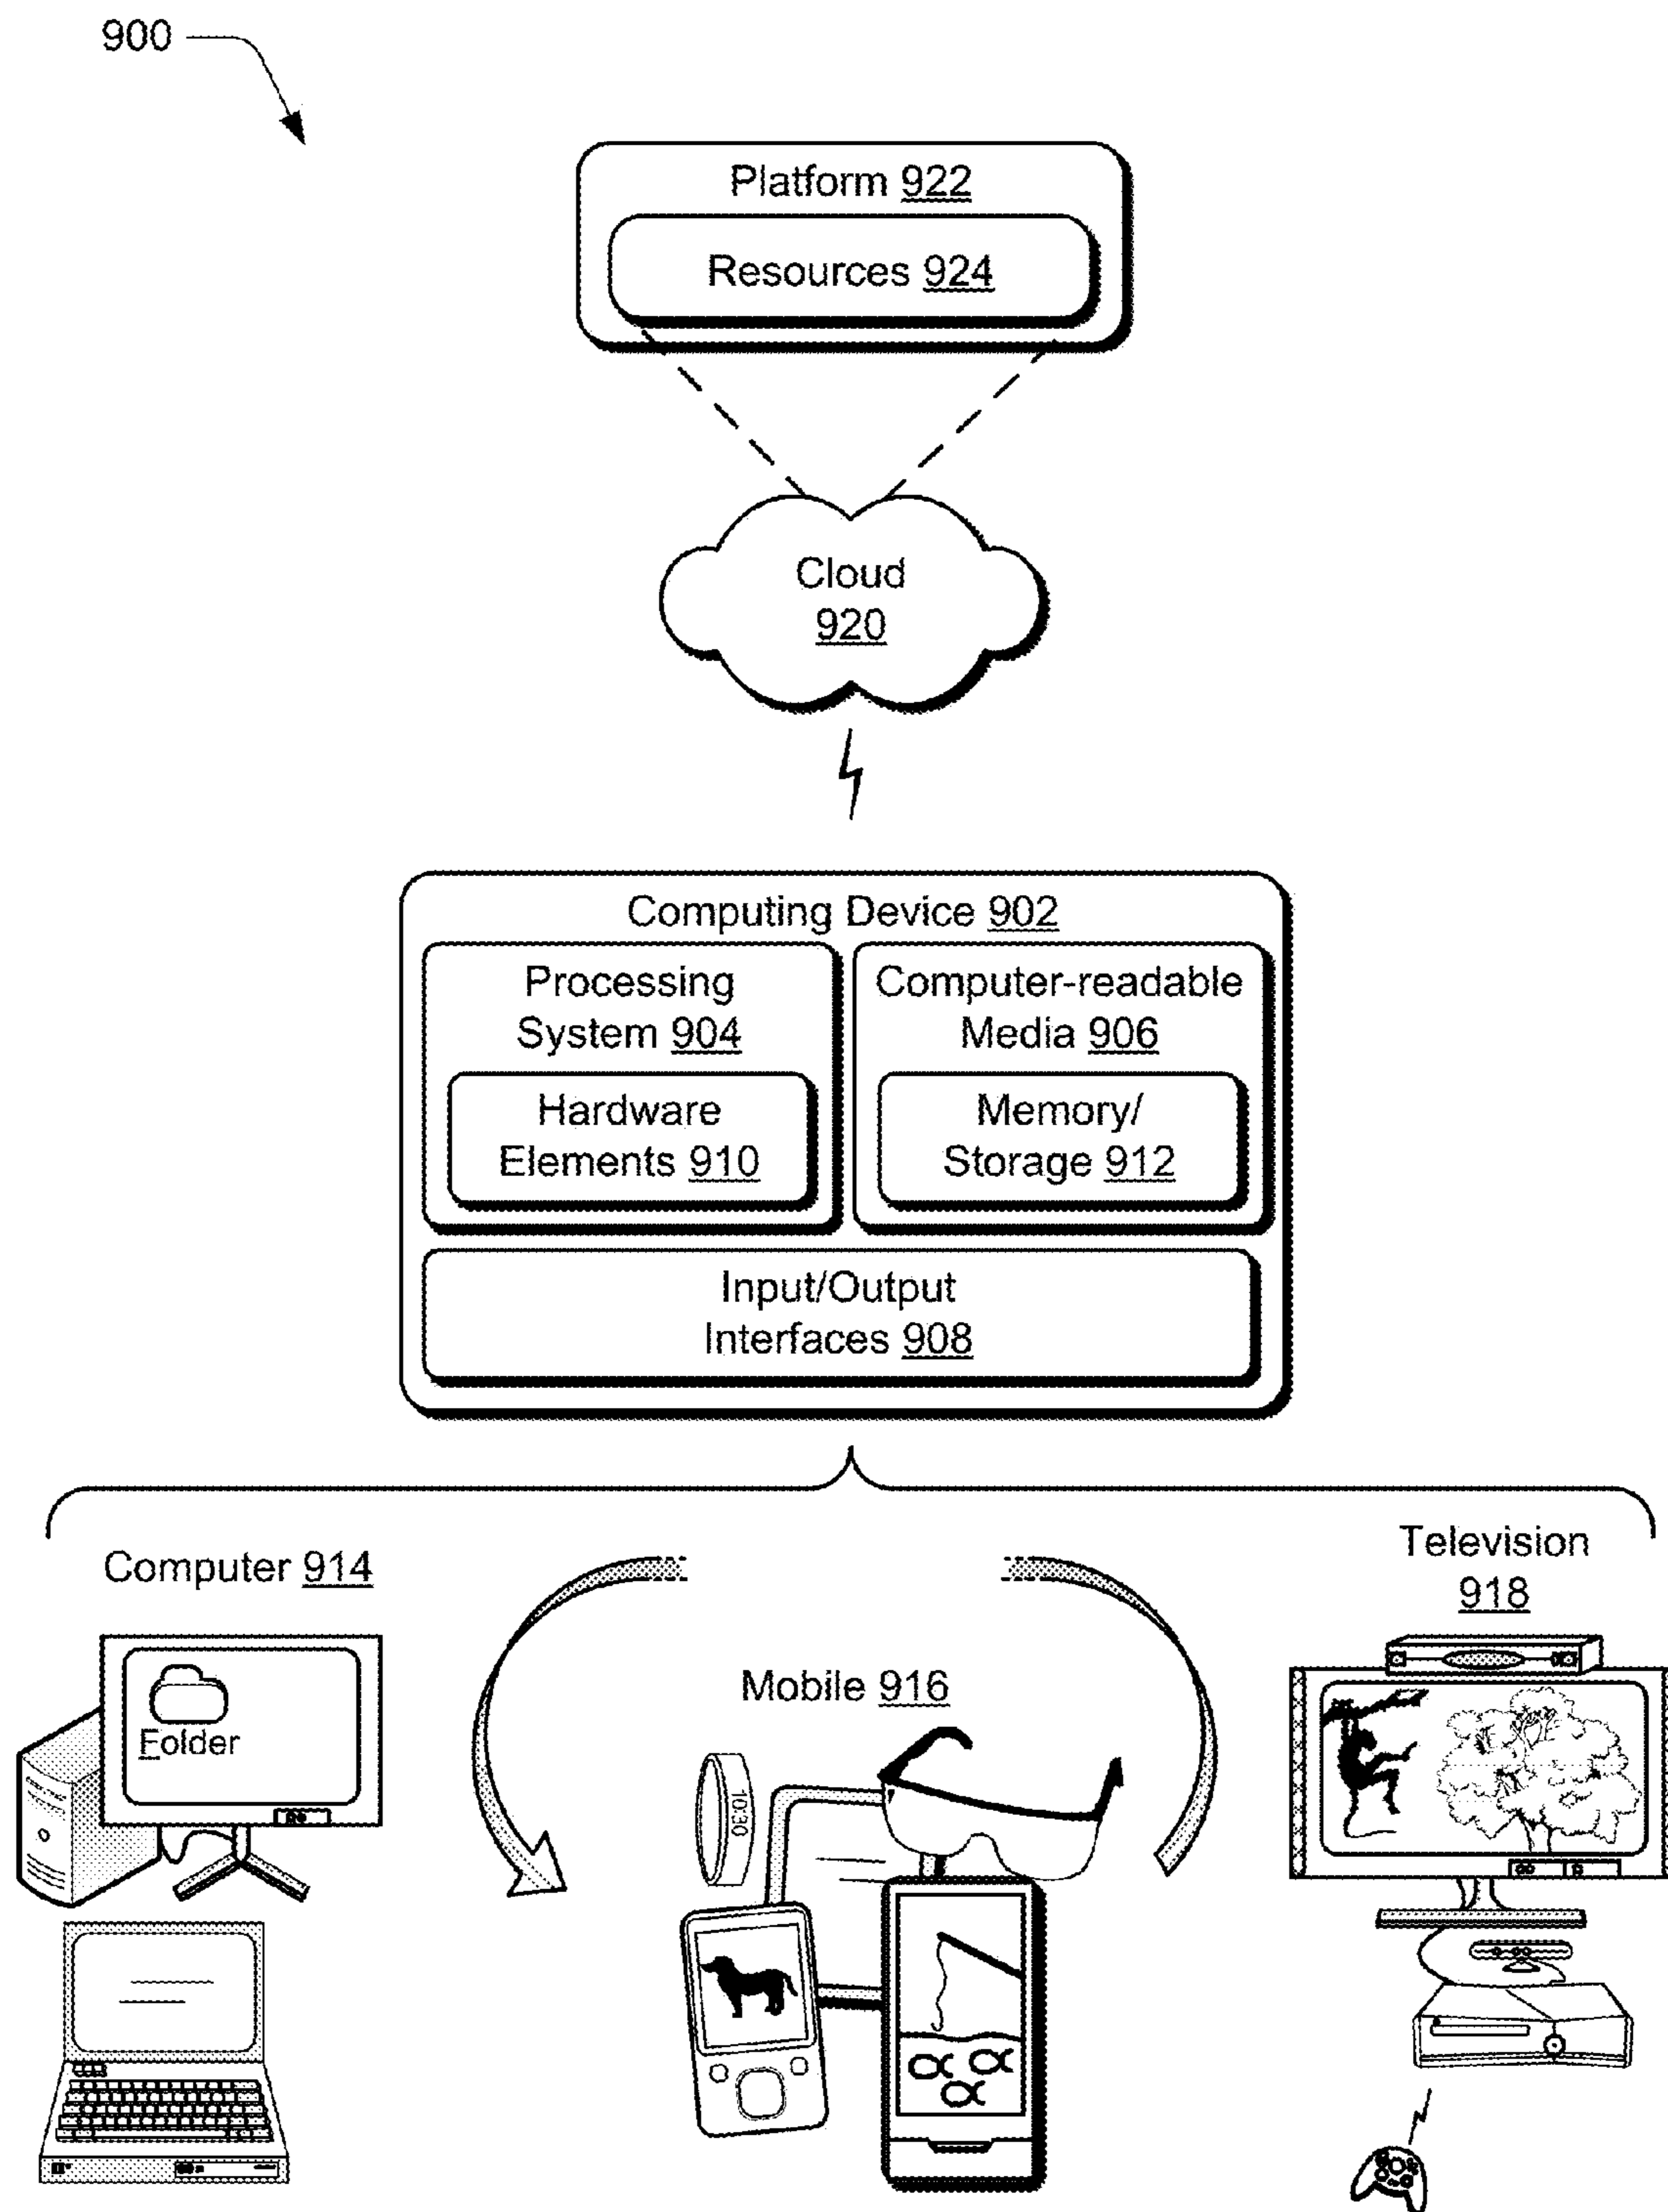 900
Platform 922
Resources 924
Cloud
920
Computing Device 902
Processing
System 904
Computer-readable
Media 906
Hardware
Elements 910
Memory/
Storage 912
Input/Output
Interfaces 908
Computer 914
Television
918
Mobile 916
Folder
10:30